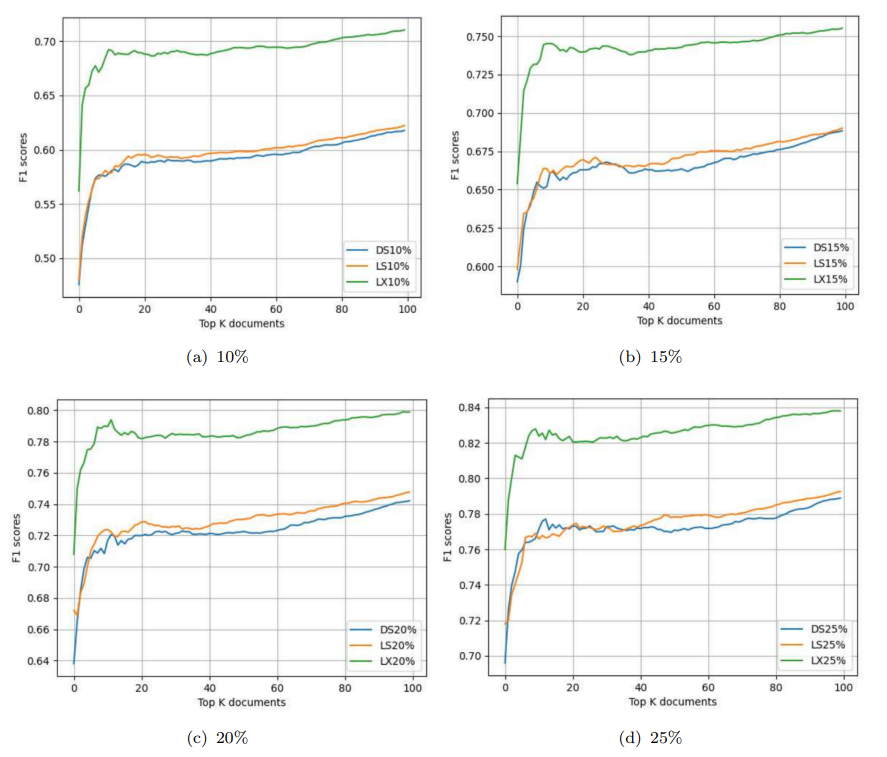 0.70
0.65
0.60
0.55
0.50
F1 scores
0 20 40 60 80 100
Top K documents
DS10%
LS10%
LX10%
(a) 10%
0.750
0.725
0.700
0.675
0.650
0.625
0.600
F1 scores
0 20 40 60 80 100
Top K documents
DS15%
LS15%
LX15%
(b) 15%
0.80
0.78
0.76
0.74
0.72
0.70
0.68
0.66
0.64
F1 scores
0 20 40 60 80 100
Top K documents
DS20%
LS20%
LX20%
(c) 20%
0.84
0.82
0.80
0.78
0.76
0.74
0.72
0.70
F1 scores
0 20 40 60 80 100
Top K documents
DS25%
LS25%
LX25%
(d) 25%